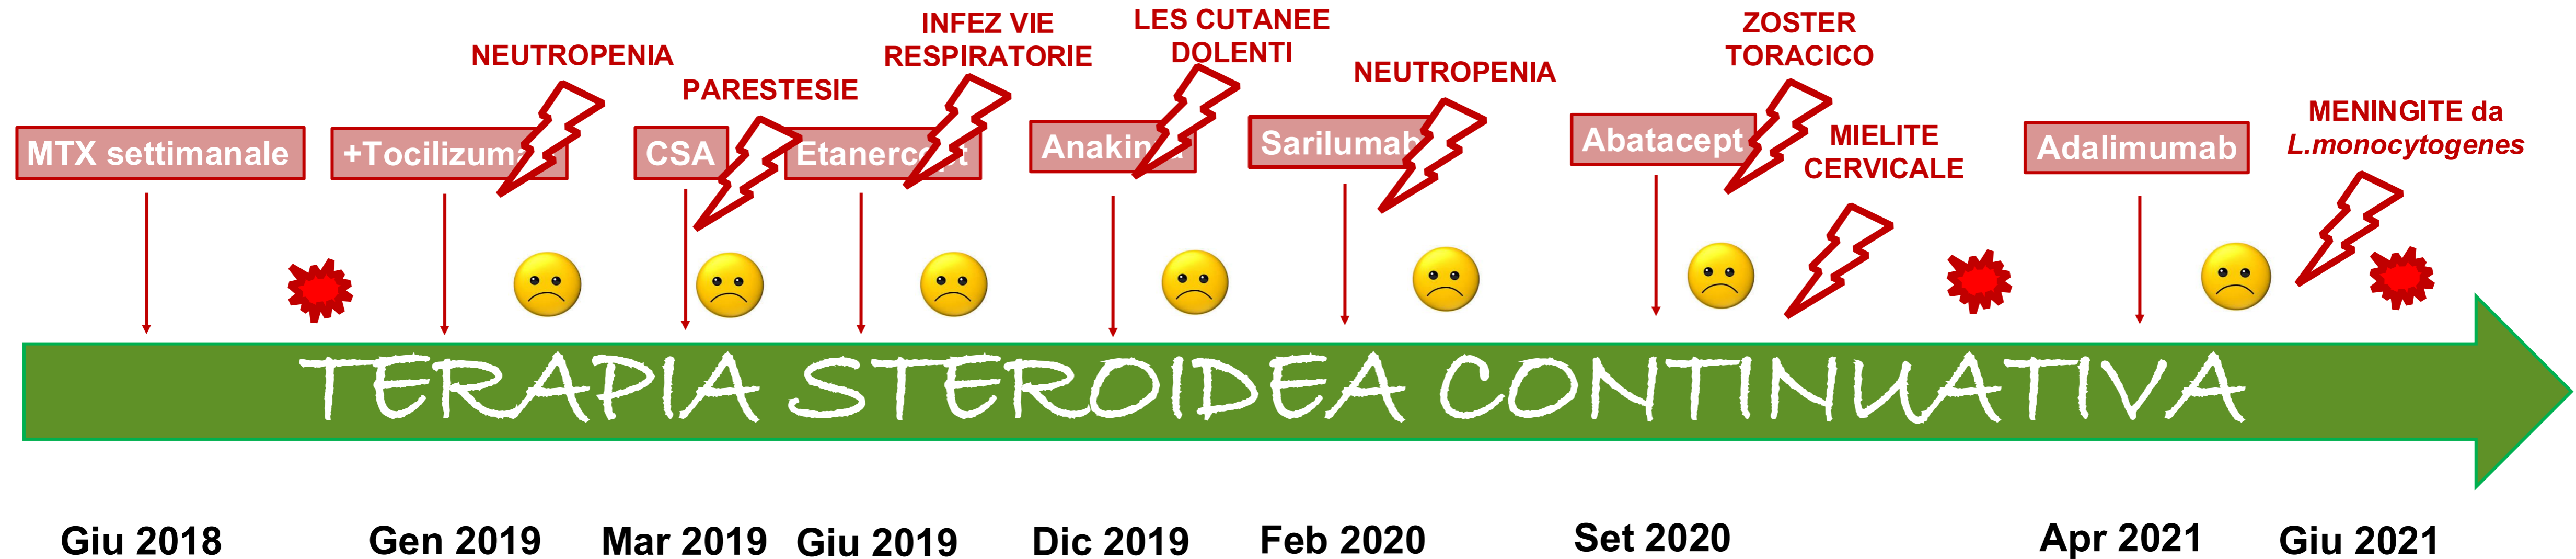 NEUTROPENIA
PARESTESIE
INFEZ VIE
RESPIRATORIE
LES CUTANEE
DOLENTI
NEUTROPENIA
ZOSTER
TORACICO
MIELITE
CERVICALE
MENINGITE da
L.monocytogenes
MTX settimanale
CSA
Sarilumab
Abatacept
Adalimumab
TERAPIA STEROIDEA CONTINUATIVA
Giu 2018
Gen 2019
Mar 2019
Giu 2019
Dic 2019
Feb 2020
Set 2020
Apr 2021
Giu 2021